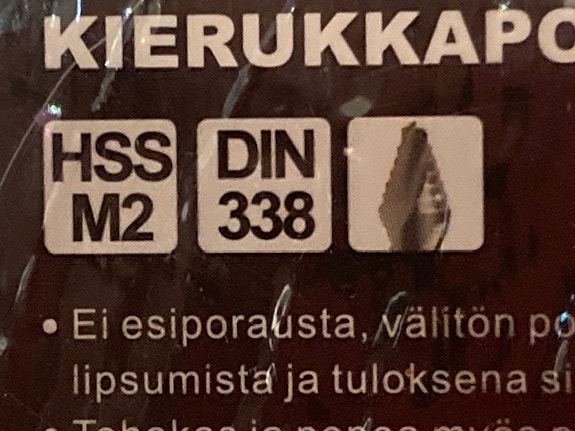 KIERUKKAPO
HSS
M2
DIN
338
• Ei esiporausta, välitön po
lipsumista ja tuloksena si